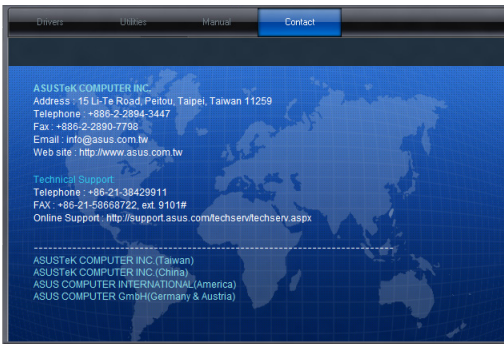 Drivers Utilities Manual Contact
ASUSTeK COMPUTER INC.
Address : 15 Li-Te Road, Peitou, Taipei, Taiwan 11259
Telephone : +886-2-2894-3447
Fax : +886-2-2890-7798
Email : info@asus.com.tw
Web site : http://www.asus.com.tw
Technical Support
Telephone : +86-21-38429911
FAX : +86-21-58668722, ext. 9101#
Online Support : http://support.asus.com/techserv/techserv.aspx
ASUSTeK COMPUTER INC.(Taiwan)
ASUSTeK COMPUTER INC.(China)
ASUS COMPUTER INTERNATIONAL(America)
ASUS COMPUTER GmbH(Germany & Austria)